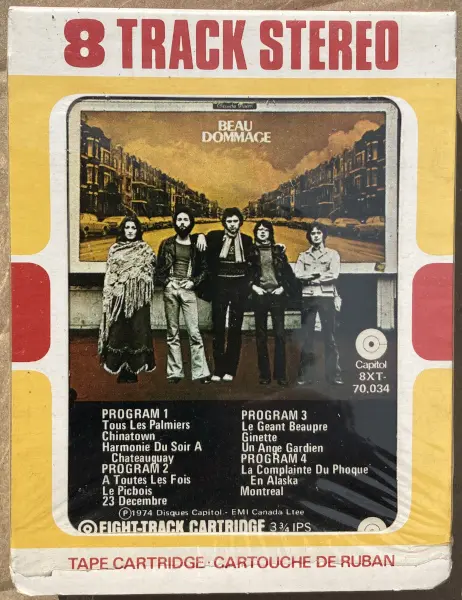 8 TRACK STEREO
BEAU
DOMMAGE
Capitol
8XT-
70.034
PROGRAM 1
Tous Les Palmiers
Chinatown
Harmonie Du Soir A
Chateauguay
PROGRAM 2
A Toutes Les Fois
Le Picbois
23 Decembre
PROGRAM 3
Le Geant Beaupre
Ginette
Un Ange Gardien
PROGRAM 4
La Complainte Du Phoque
En Alaska
Montreal
Ⓟ1974 Disques Capitol - EMI Canada Ltee
EIGHT-TRACK CARTRIDGE 3¾ IPS
TAPE CARTRIDGE · CARTOUCHE DE RUBAN